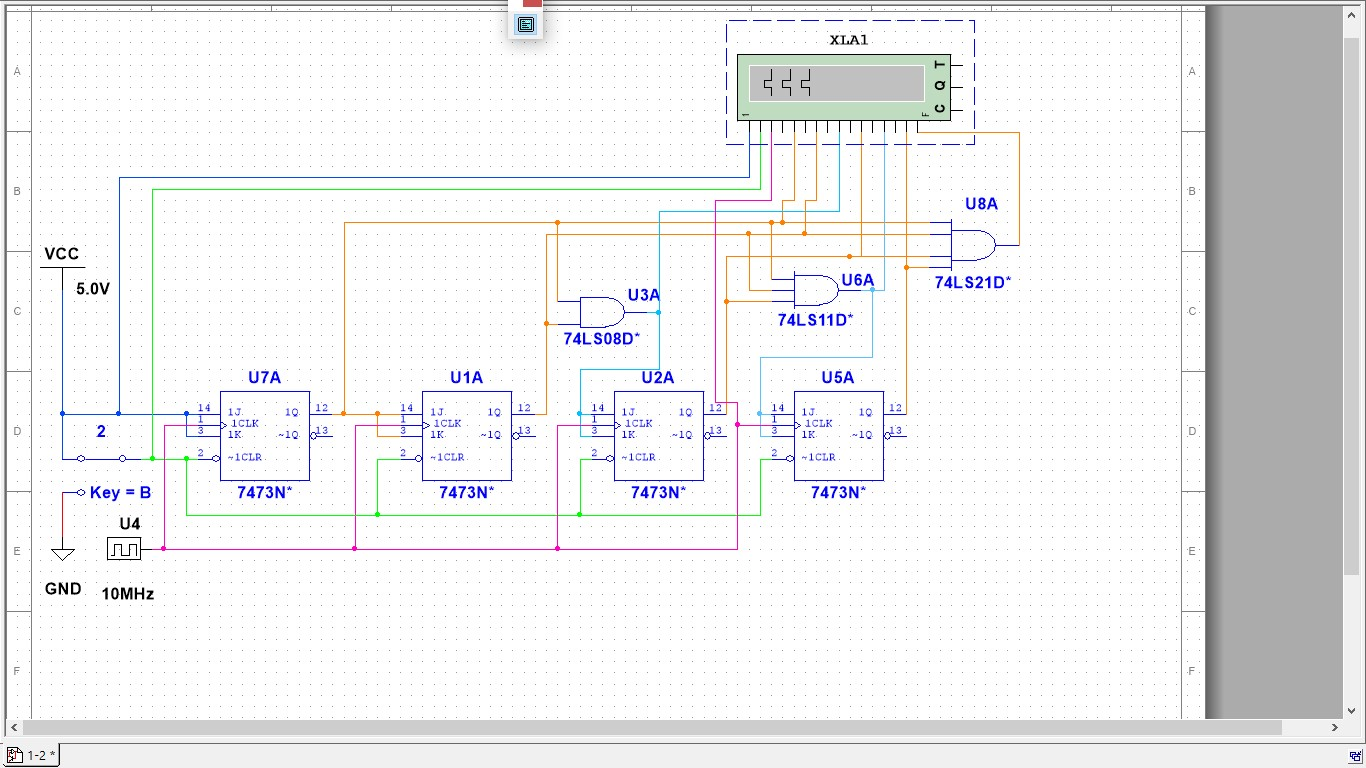 XLA1
1
F
C Q T
A
A
B
B
U8A
74LS21D*
VCC
5.0V
U6A
74LS11D*
U3A
74LS08D*
C
C
U7A
U1A
U2A
U5A
14 1J 1Q 12
1 1CLK
3 1K ~1Q 13
2 ~1CLR
7473N*
14 1J 1Q 12
1 1CLK
3 1K ~1Q 13
2 ~1CLR
7473N*
14 1J 1Q 12
1 1CLK
3 1K ~1Q 13
2 ~1CLR
7473N*
14 1J 1Q 12
1 1CLK
3 1K ~1Q 13
2 ~1CLR
7473N*
D
D
2
Key = B
U4
E
E
GND
10MHz
F
F
1-2 *